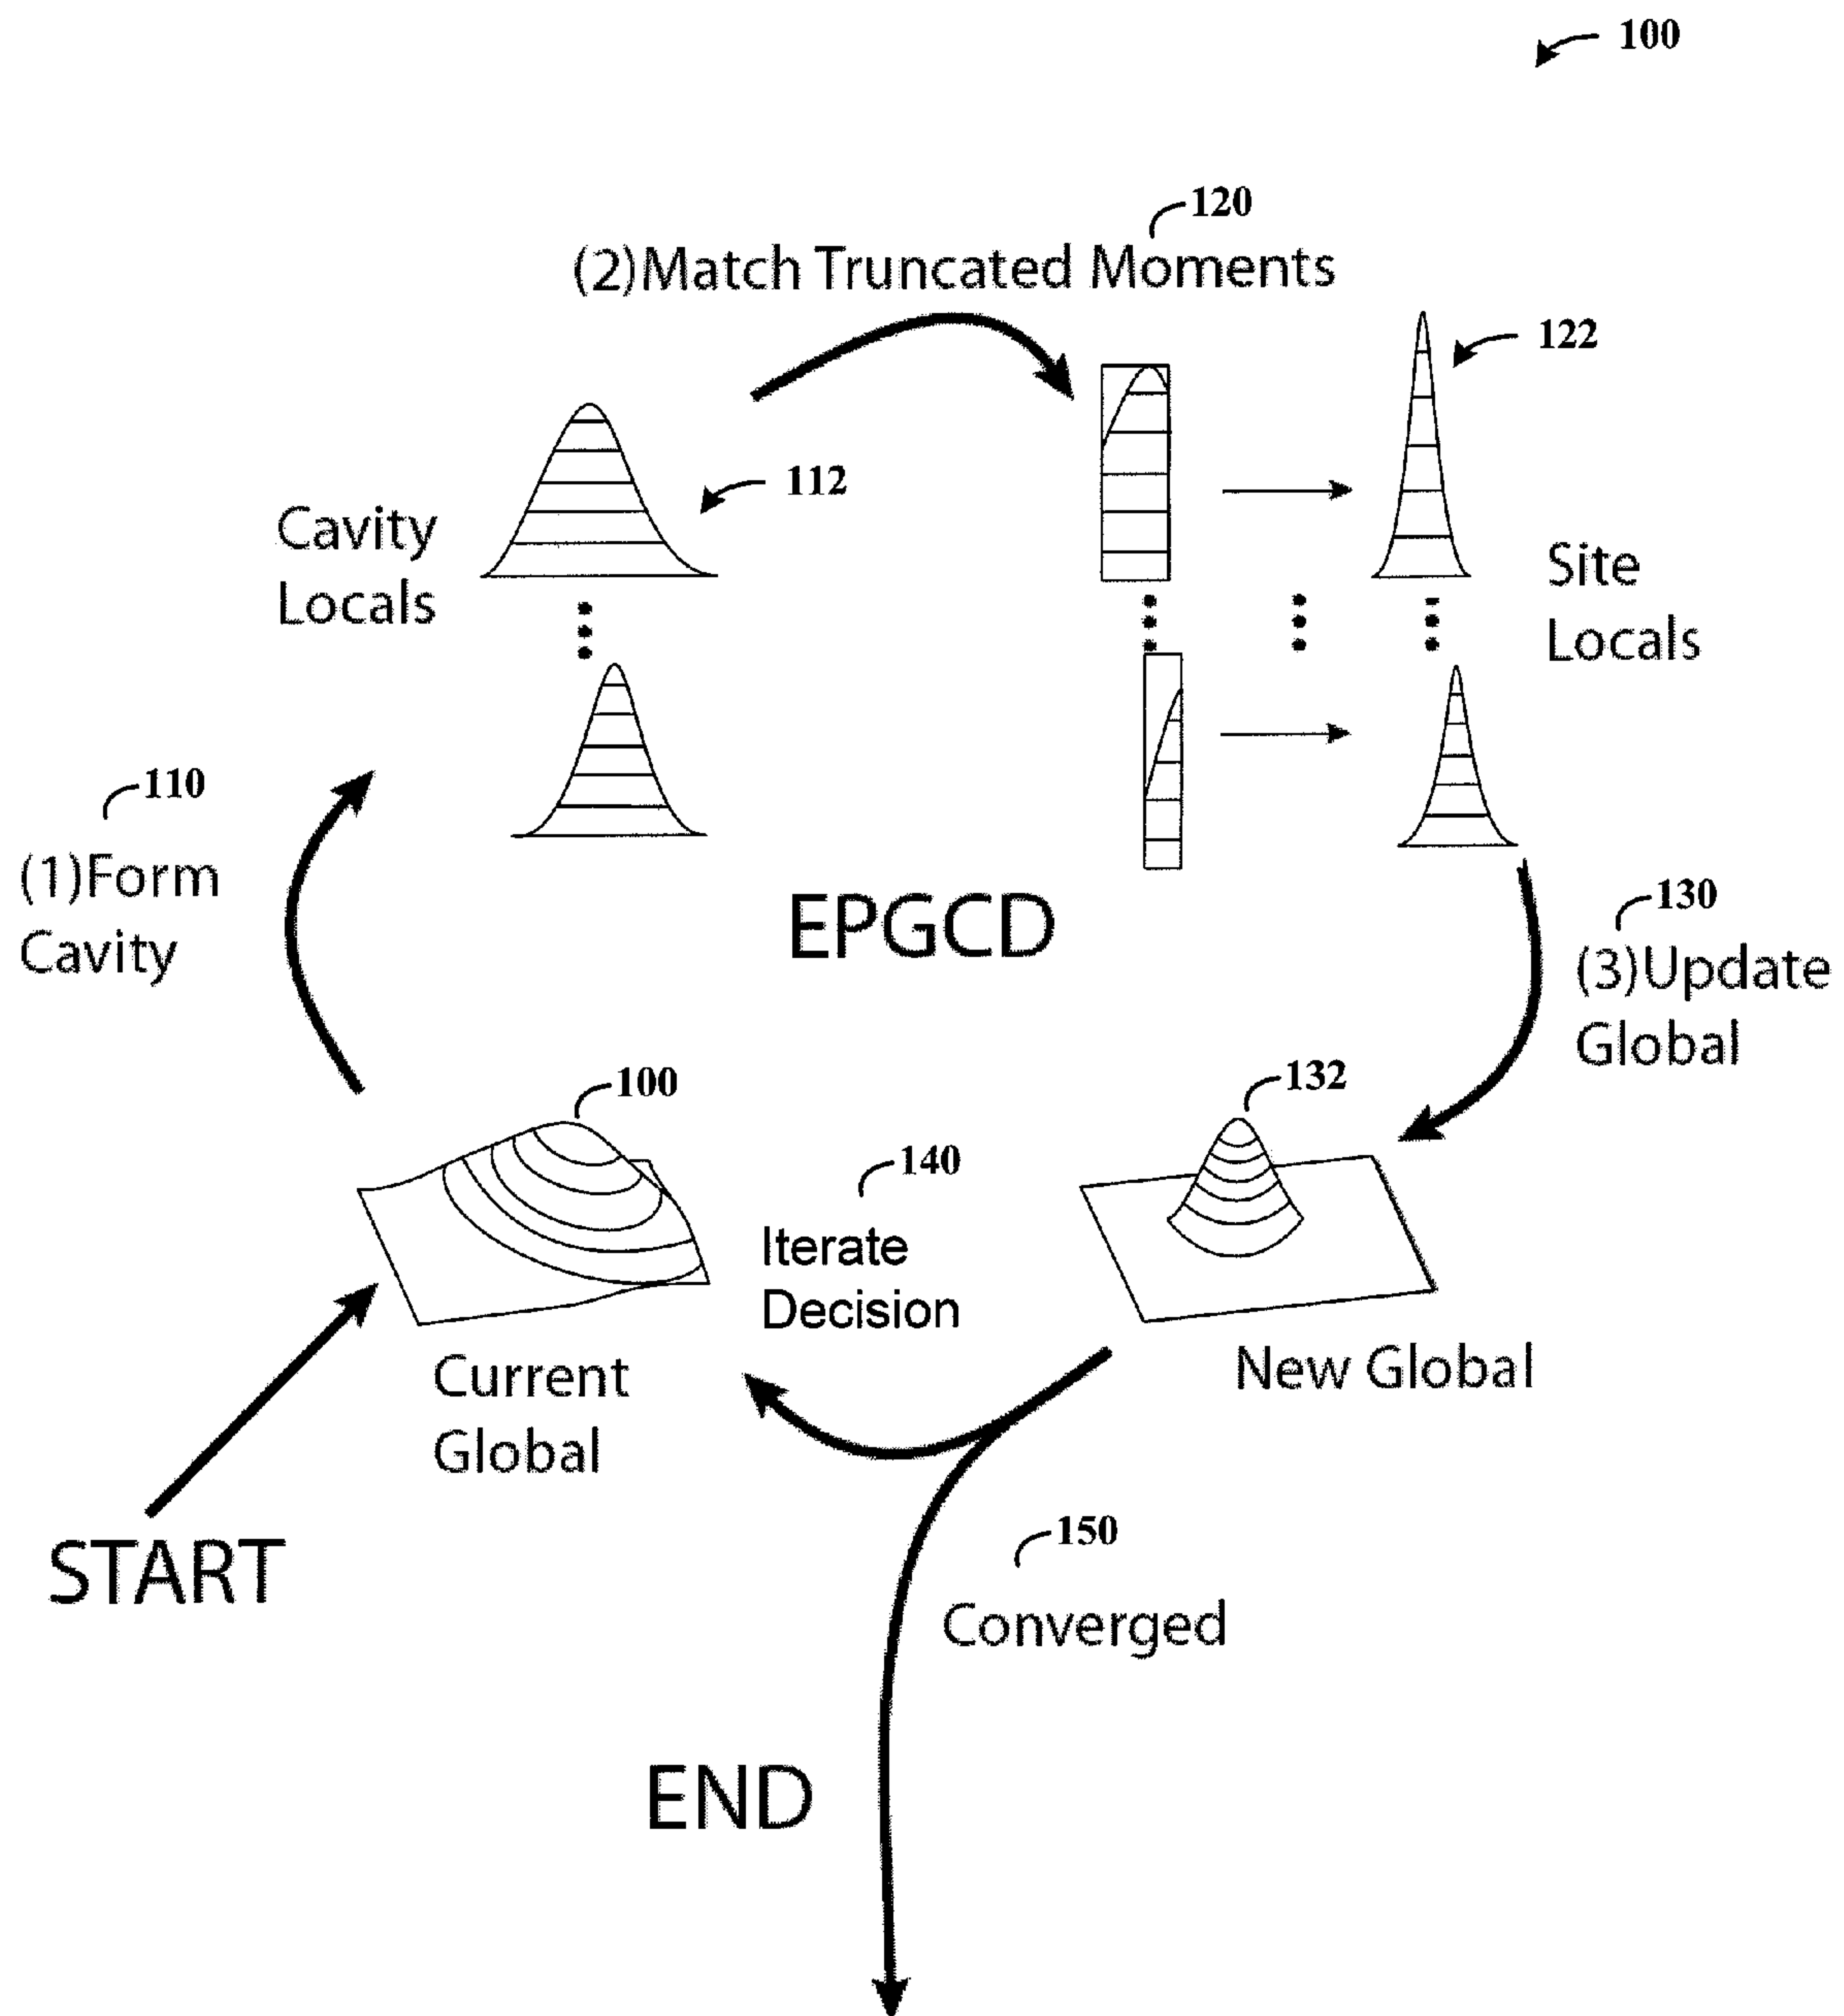 100
120
(2)Match Truncated Moments
122
112
Cavity
Locals
Site
Locals
110
(1)Form
Cavity
EPGCD
130
(3)Update
Global
100
132
140
Iterate
Decision
Current
Global
New Global
START
150
Converged
END